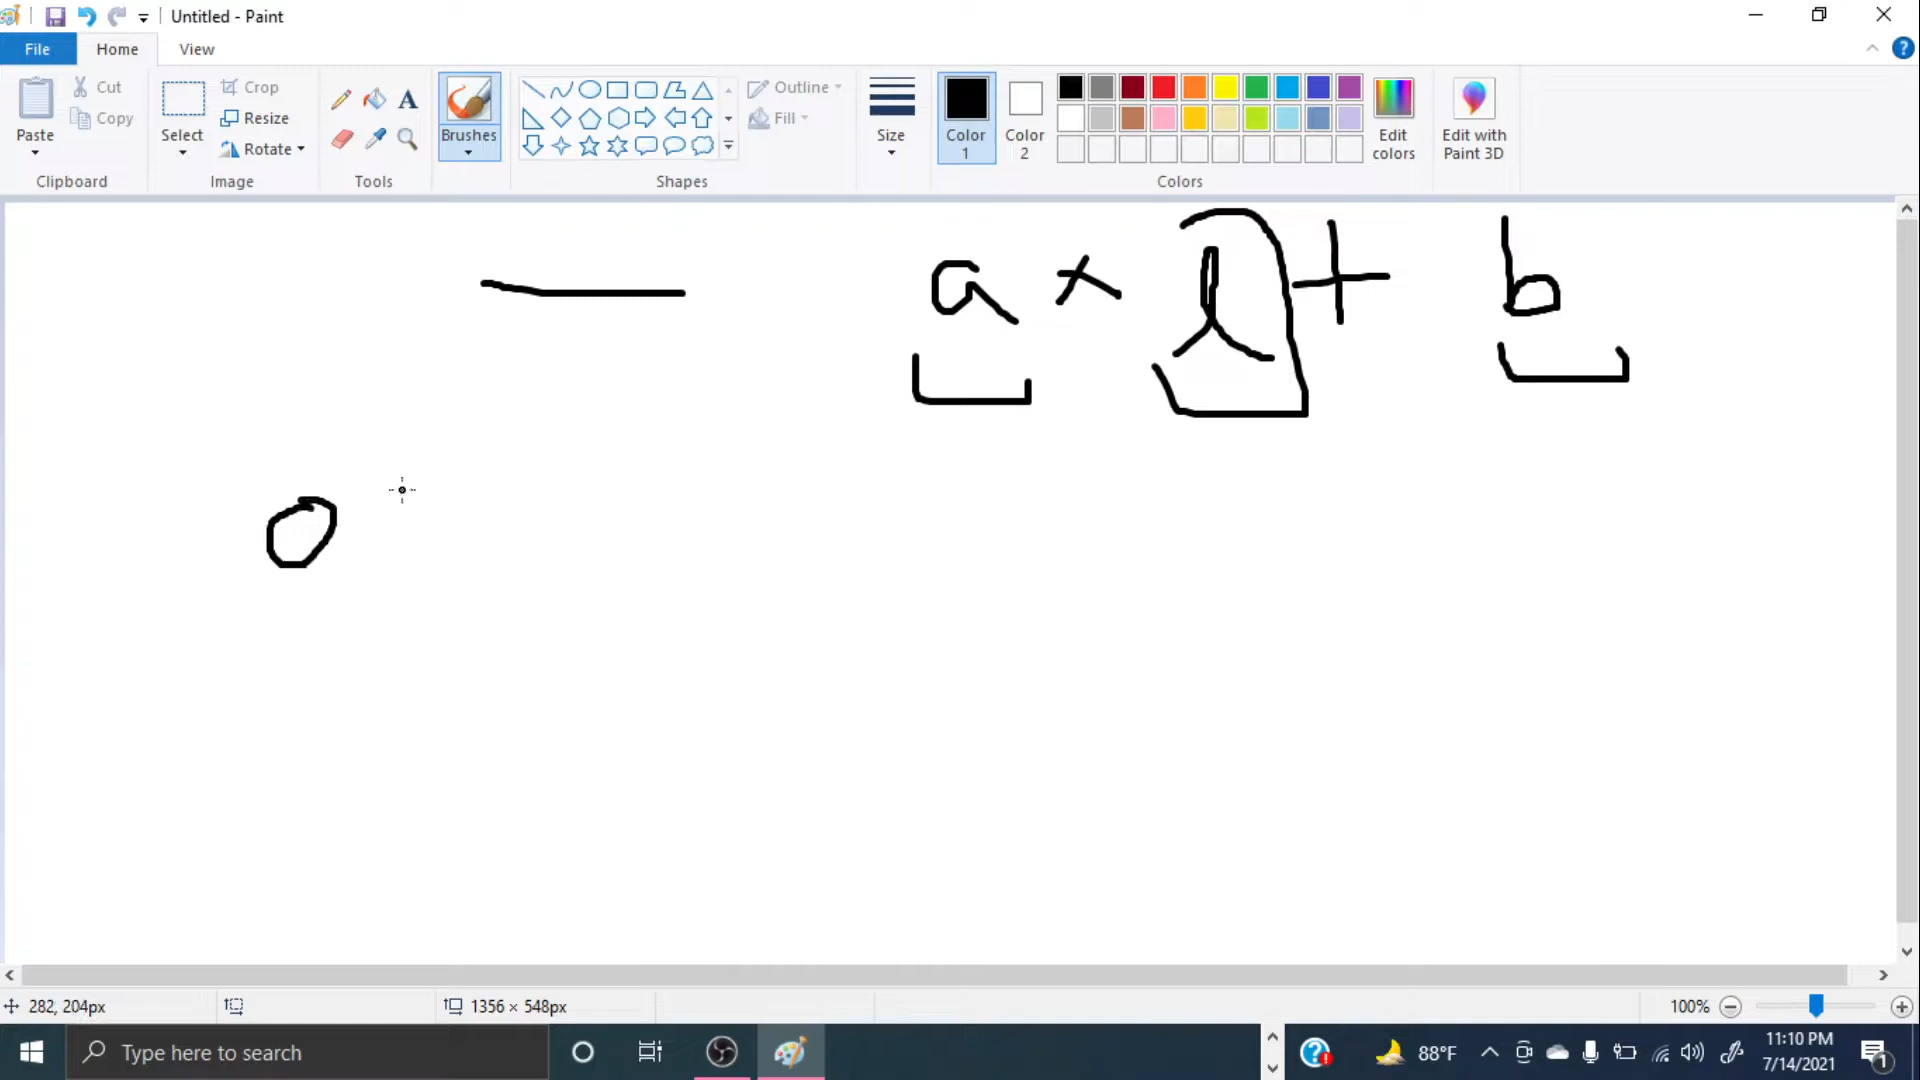 Untitled - Paint
File Home View
Paste Cut Copy Clipboard
Select Crop Resize Rotate Image
Tools
Brushes
Outline Fill Shapes
Size
Color 1 Color 2 Edit colors Edit with Paint 3D Colors
a × + b
0
282, 204px 1356 × 548px 100%
Type here to search 88°F 11:10 PM
7/14/2021
1